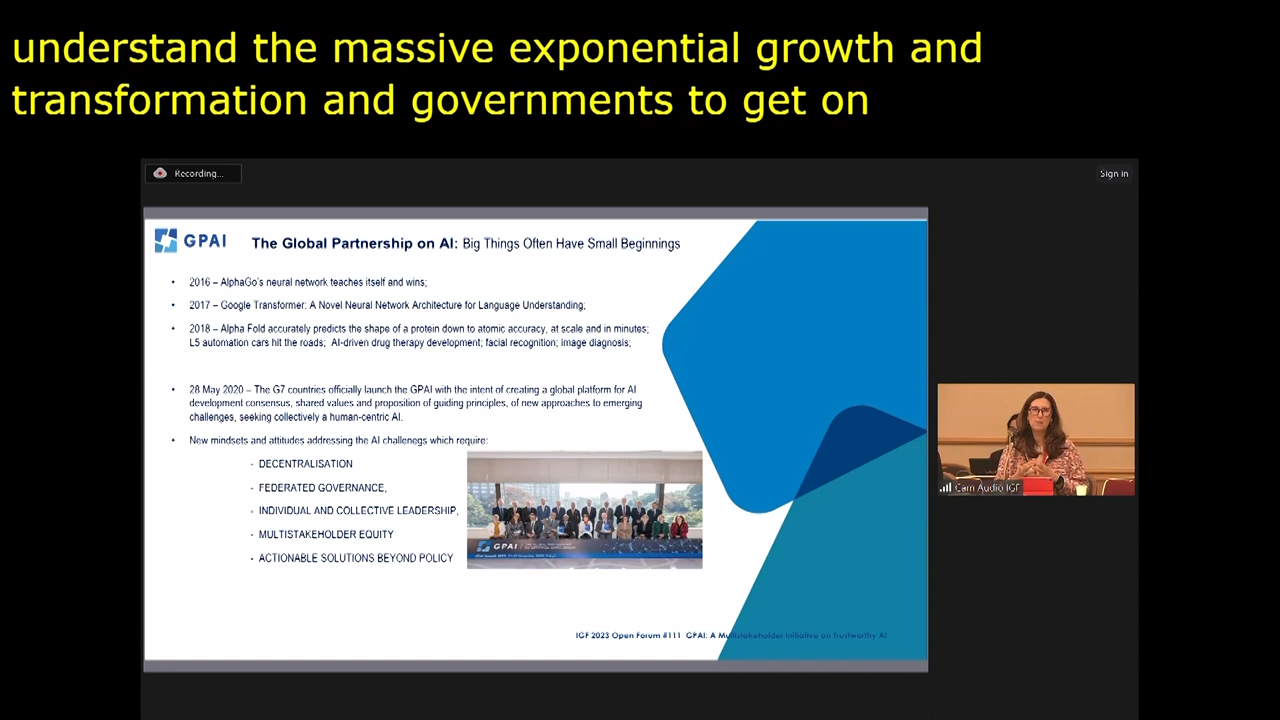 understand the massive exponential growth and
transformation and governments to get on
Recording...
Sign in
GPAI
The Global Partnership on AI: Big Things Often Have Small Beginnings
• 2016 – AlphaGo's neural network teaches itself and wins;
• 2017 – Google Transformer: A Novel Neural Network Architecture for Language Understanding;
• 2018 – Alpha Fold accurately predicts the shape of a protein down to atomic accuracy, at scale and in minutes;
L5 automation cars hit the roads; AI-driven drug therapy development; facial recognition; image diagnosis;
• 28 May 2020 – The G7 countries officially launch the GPAI with the intent of creating a global platform for AI
development consensus, shared values and proposition of guiding principles, of new approaches to emerging
challenges, seeking collectively a human-centric AI.
• New mindsets and attitudes addressing the AI challenegs which require:
- DECENTRALISATION
- FEDERATED GOVERNANCE,
- INDIVIDUAL AND COLLECTIVE LEADERSHIP,
- MULTISTAKEHOLDER EQUITY
- ACTIONABLE SOLUTIONS BEYOND POLICY
GPAI
Cam Audio IGF
IGF 2023 Open Forum #111 GPAI: A Multistakeholder Initiative on Trustworthy AI